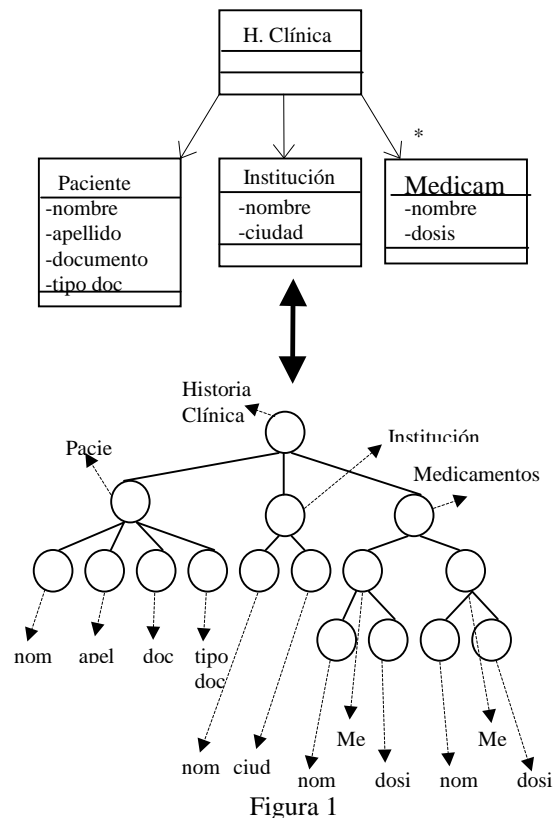 H. Clínica
*
Paciente
-nombre
-apellido
-documento
-tipo doc
Institución
-nombre
-ciudad
Medicam
-nombre
-dosis
Historia
Clínica
Pacie
Institución
Medicamentos
nom
apel
doc
tipo
doc
nom
ciud
nom
Me
dosi
nom
Me
dosi
Figura 1